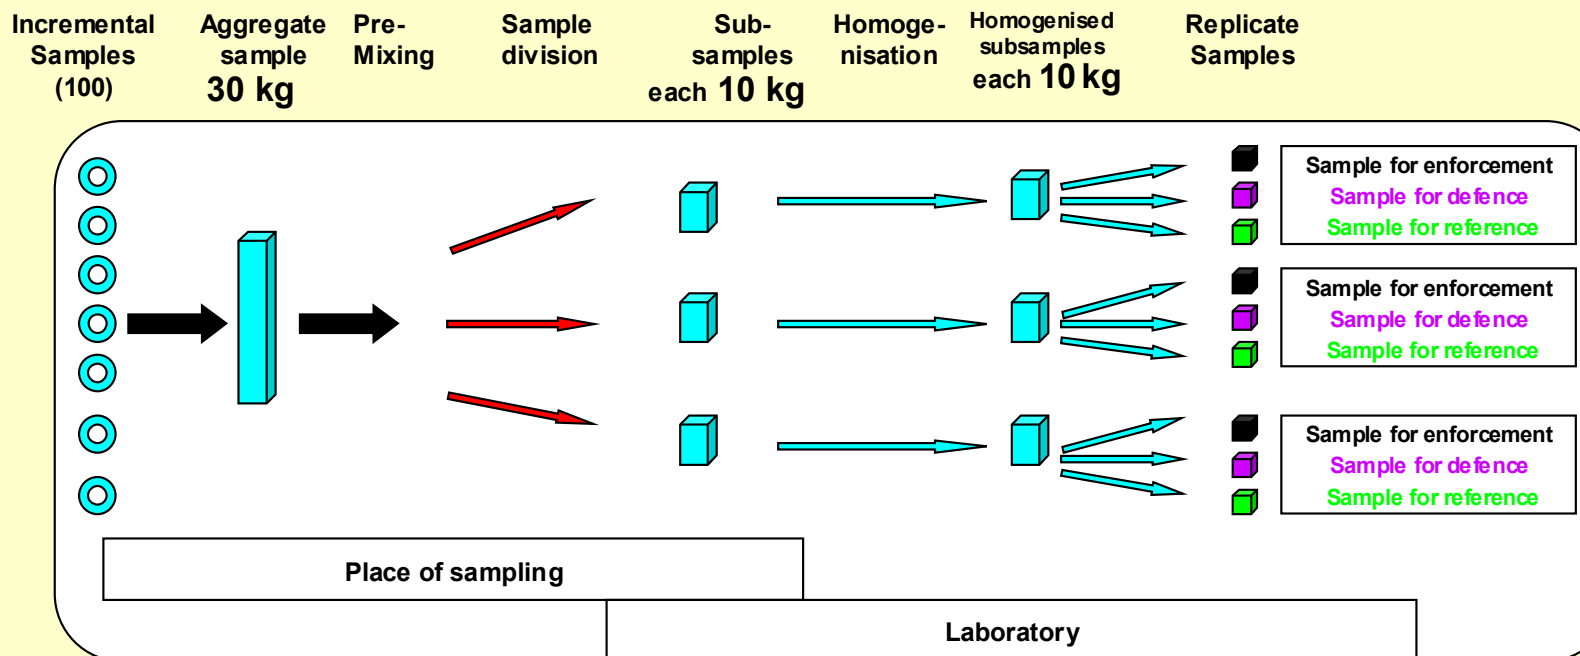 Incremental
Samples
(100)
Aggregate
sample
30 kg
Pre-
Mixing
Sample
division
Sub-
samples
each 10 kg
Homoge-
nisation
Homogenised
subsamples
each 10 kg
Replicate
Samples
Sample for enforcement
Sample for defence
Sample for reference
Sample for enforcement
Sample for defence
Sample for reference
Sample for enforcement
Sample for defence
Sample for reference
Place of sampling
Laboratory